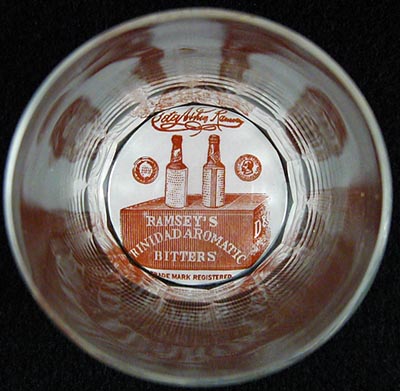 RAMSEY'S
TRINIDAD AROMATIC
BITTERS
TRADE MARK REGISTERED